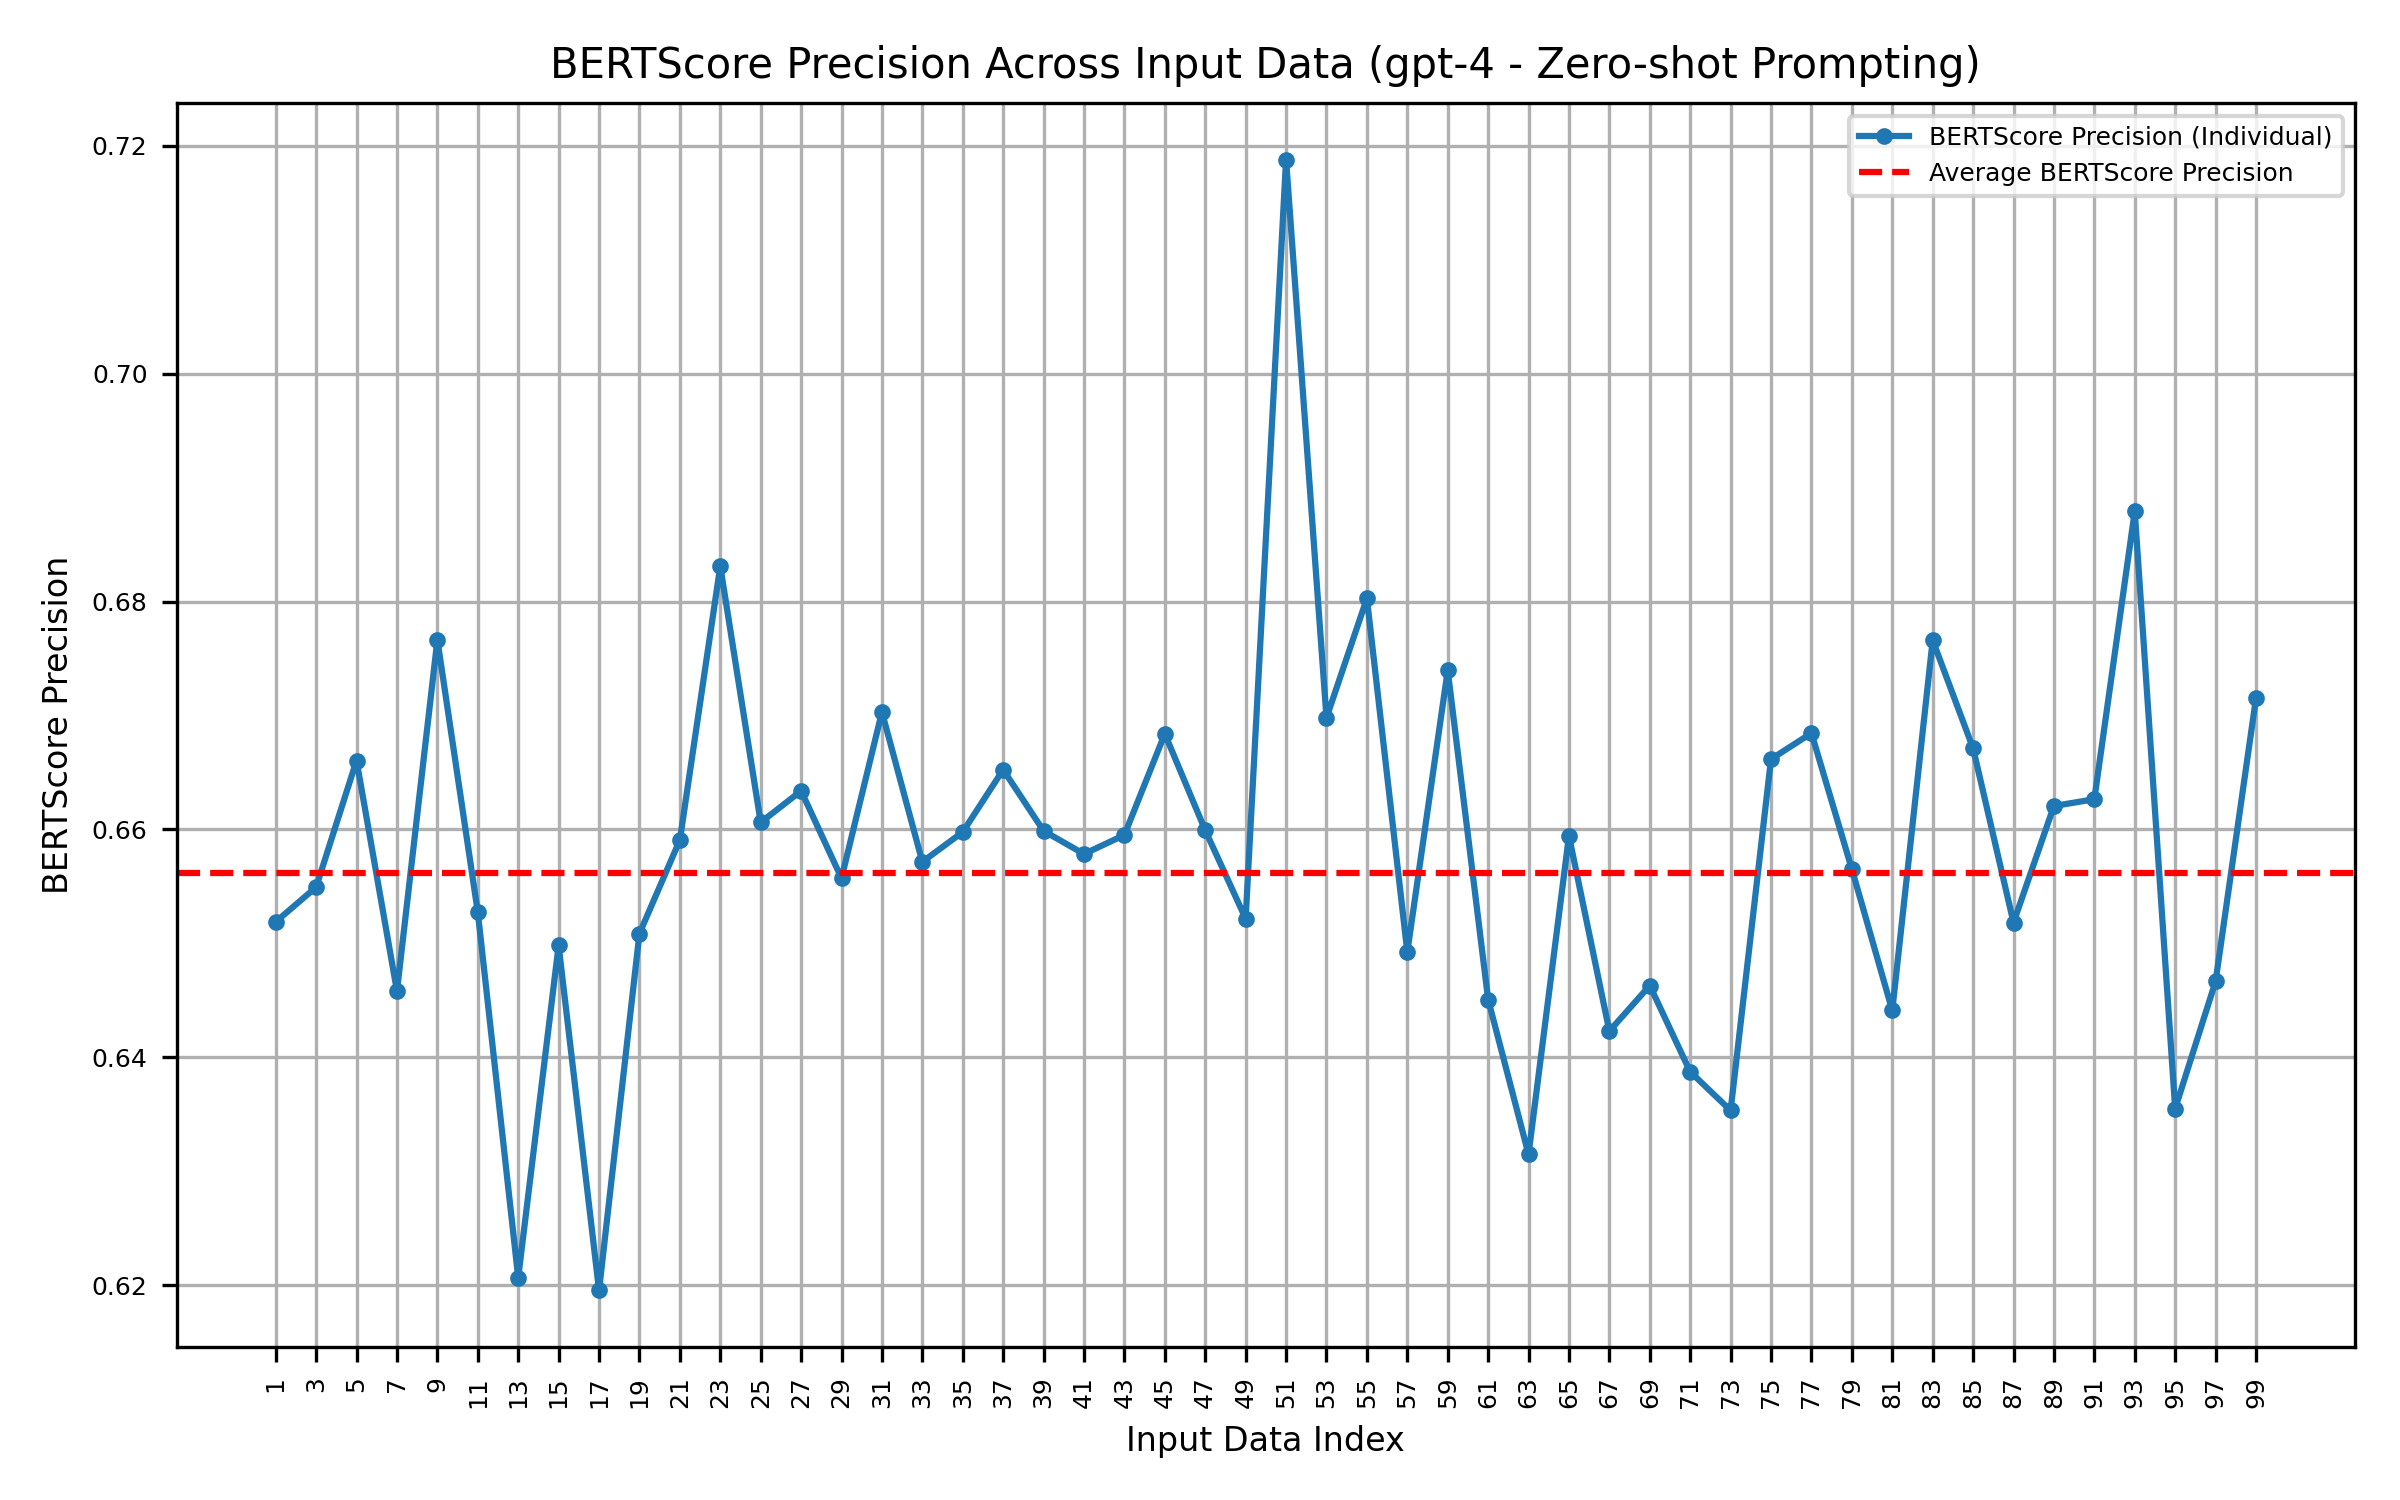 BERTScore Precision Across Input Data (gpt-4 - Zero-shot Prompting)
BERTScore Precision (Individual)
Average BERTScore Precision
BERTScore Precision
0.72
0.70
0.68
0.66
0.64
0.62
1 3 5 7 9 11 13 15 17 19 21 23 25 27 29 31 33 35 37 39 41 43 45 47 49 51 53 55 57 59 61 63 65 67 69 71 73 75 77 79 81 83 85 87 89 91 93 95 97 99
Input Data Index